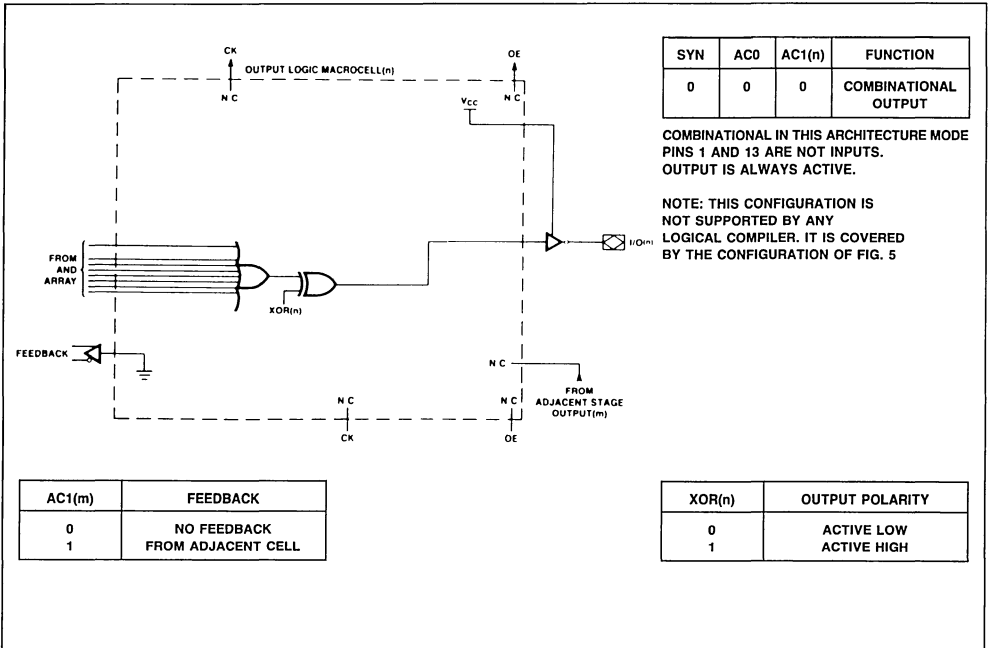 CK
OUTPUT LOGIC MACROCELL(n)
OE
N C
N C
VCC
FROM
AND
ARRAY
XOR(n)
I/O(n)
FEEDBACK
N C
FROM
ADJACENT STAGE
OUTPUT(m)
N C
N C
CK
OE
SYN AC0 AC1(n) FUNCTION
0 0 0 COMBINATIONAL
OUTPUT
COMBINATIONAL IN THIS ARCHITECTURE MODE
PINS 1 AND 13 ARE NOT INPUTS.
OUTPUT IS ALWAYS ACTIVE.
NOTE: THIS CONFIGURATION IS
NOT SUPPORTED BY ANY
LOGICAL COMPILER. IT IS COVERED
BY THE CONFIGURATION OF FIG. 5
AC1(m) FEEDBACK
0 NO FEEDBACK
1 FROM ADJACENT CELL
XOR(n) OUTPUT POLARITY
0 ACTIVE LOW
1 ACTIVE HIGH